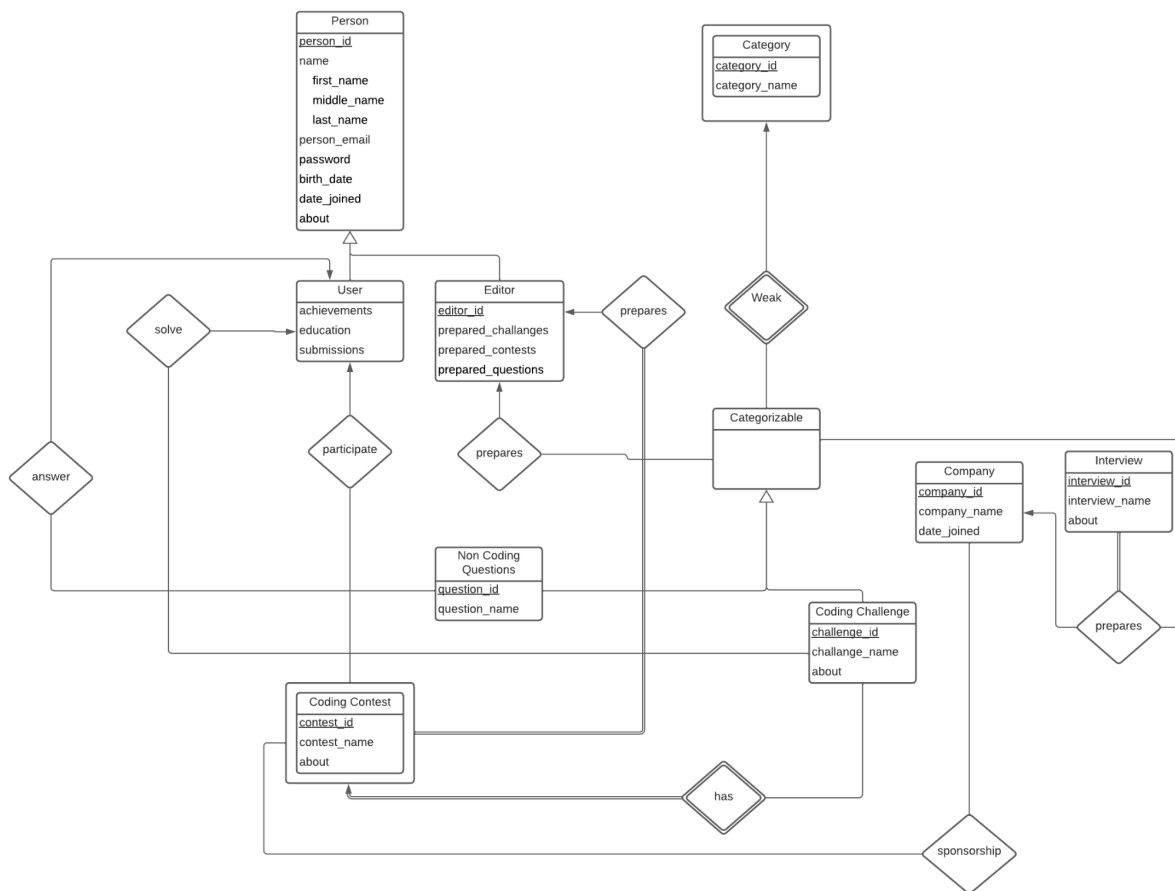 Person
person_id
name
first_name
middle_name
last_name
person_email
password
birth_date
date_joined
about
Category
category_id
category_name
User
achievements
education
submissions
Editor
editor_id
prepared_challanges
prepared_contests
prepared_questions
prepares
solve
Weak
Categorizable
participate
prepares
answer
Company
company_id
company_name
date_joined
Interview
interview_id
interview_name
about
Non Coding
Questions
question_id
question_name
Coding Challenge
challenge_id
challange_name
about
prepares
Coding Contest
contest_id
contest_name
about
has
sponsorship